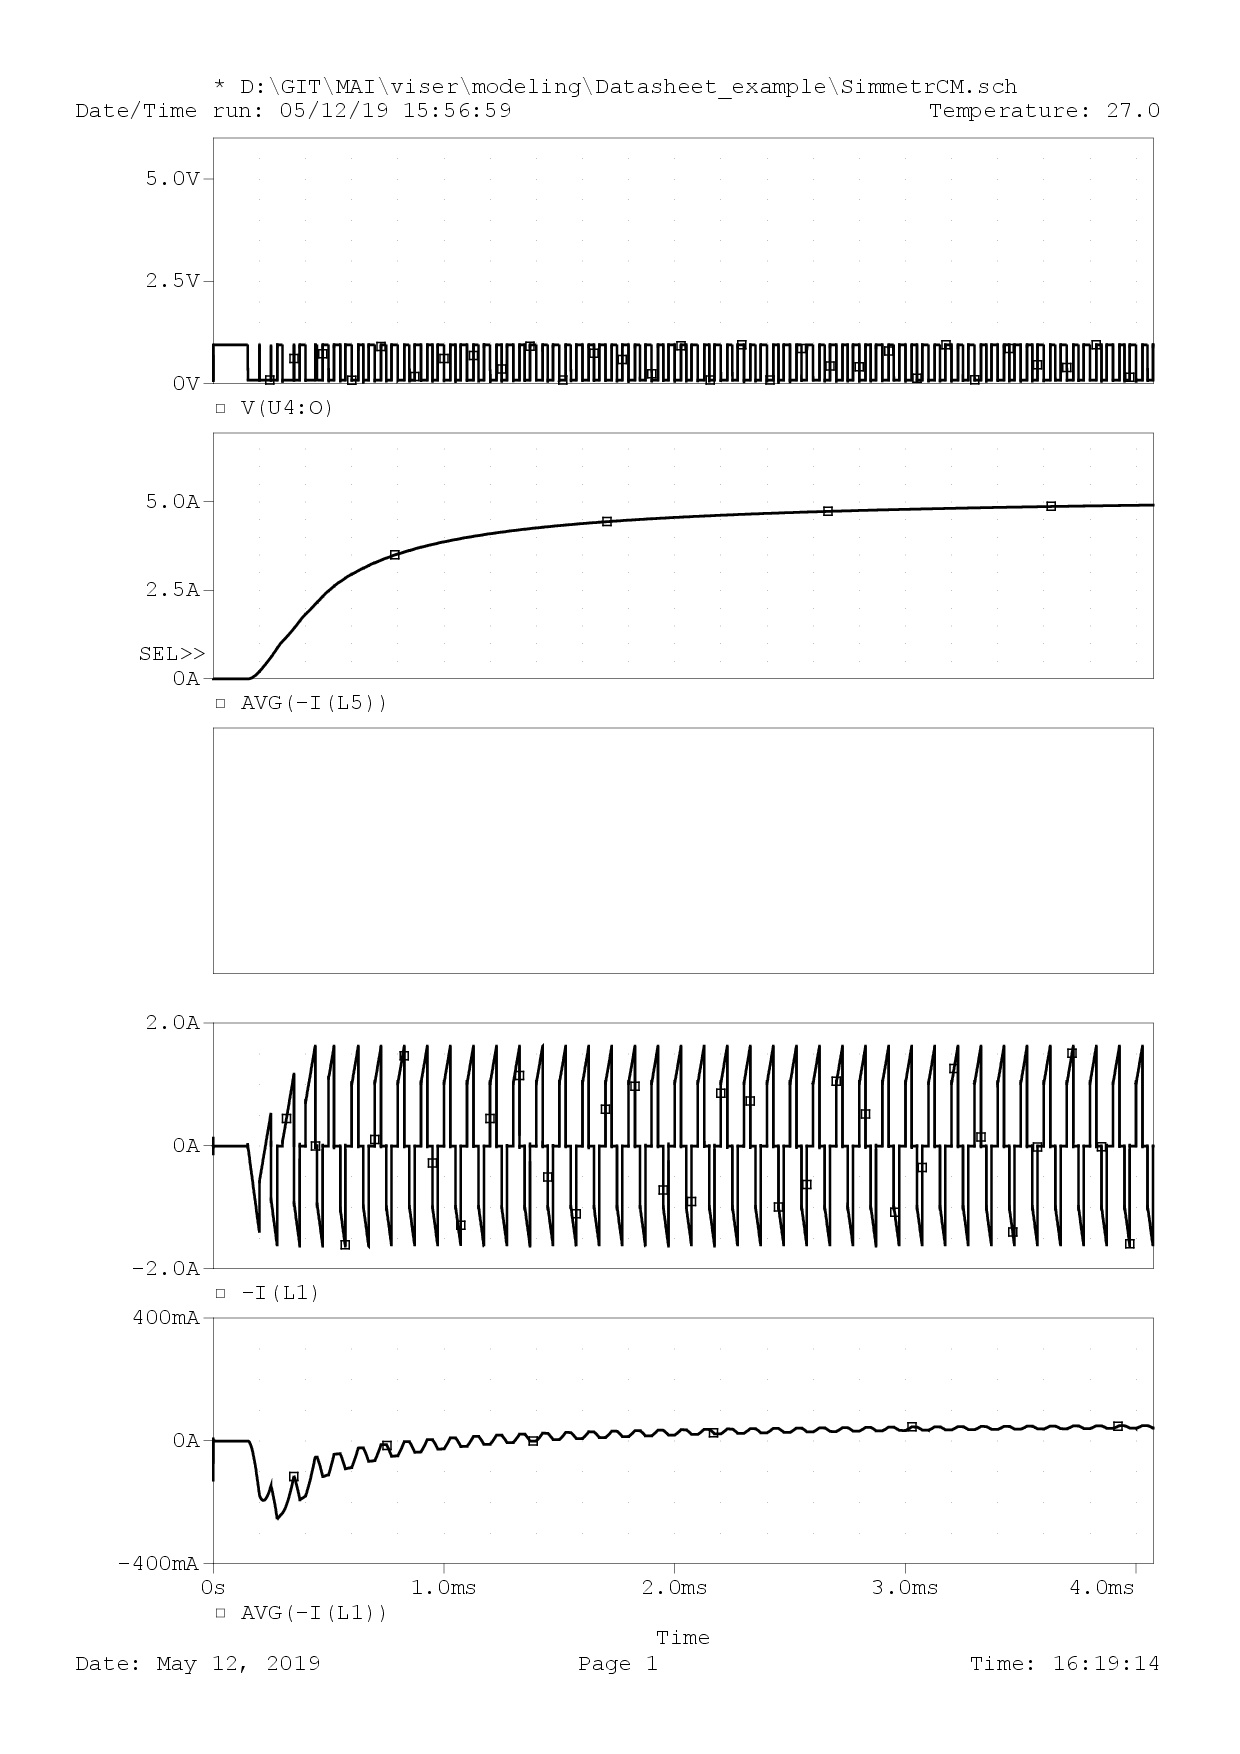 * D:\GIT\MAI\viser\modeling\Datasheet_example\SimmetrCM.sch
Date/Time run: 05/12/19 15:56:59 Temperature: 27.0
5.0V
2.5V
0V
V(U4:O)
5.0A
2.5A
SEL>>
0A
AVG(-I(L5))
2.0A
0A
-2.0A
-I(L1)
400mA
0A
-400mA
0s 1.0ms 2.0ms 3.0ms 4.0ms
AVG(-I(L1))
Time
Date: May 12, 2019 Page 1 Time: 16:19:14